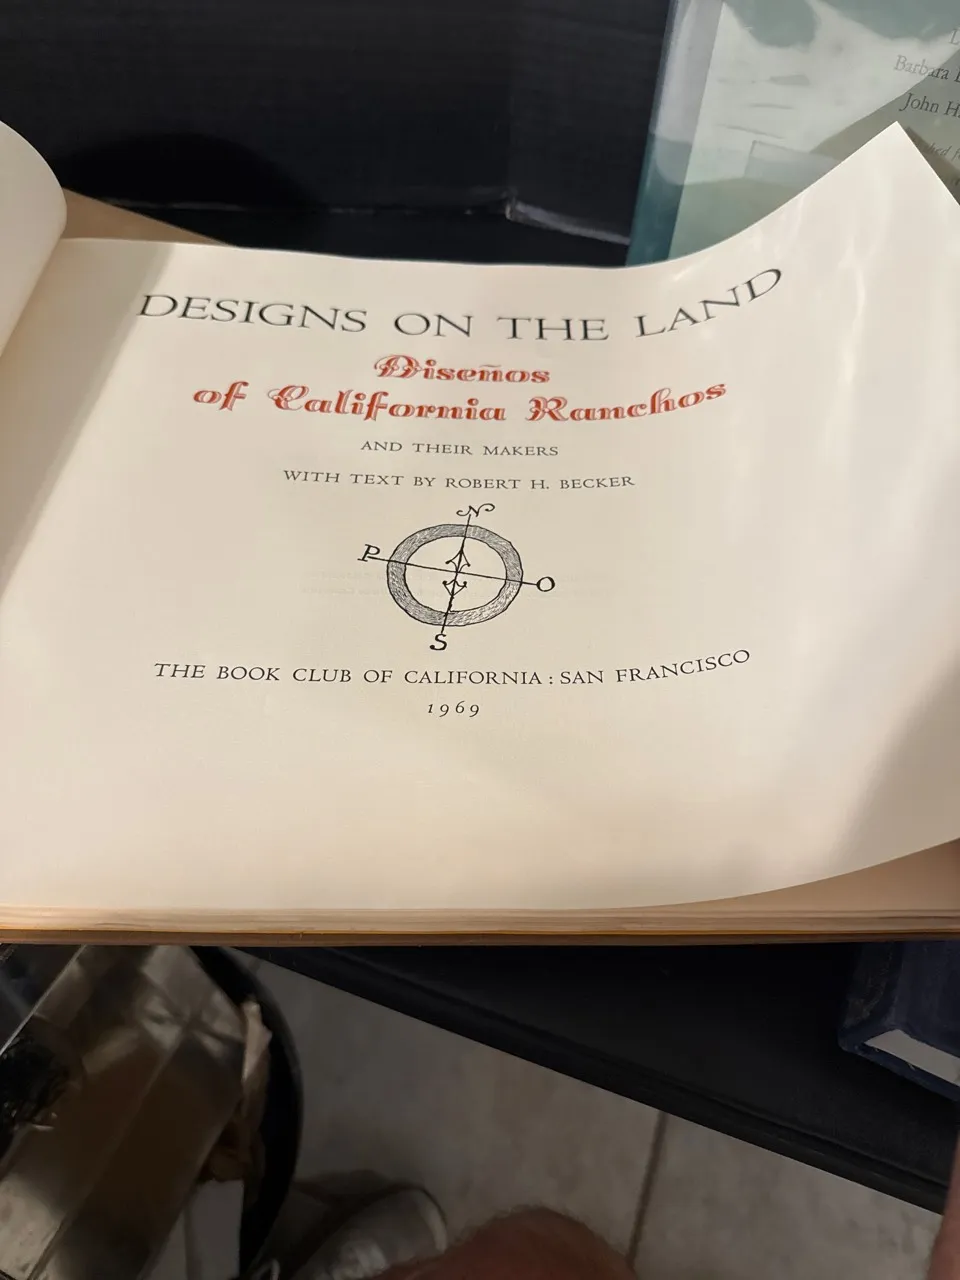 Barbara
John H.
DESIGNS ON THE LAND
Diseños
of California Ranchos
AND THEIR MAKERS
WITH TEXT BY ROBERT H. BECKER
N
P
O
S
THE BOOK CLUB OF CALIFORNIA : SAN FRANCISCO
1969